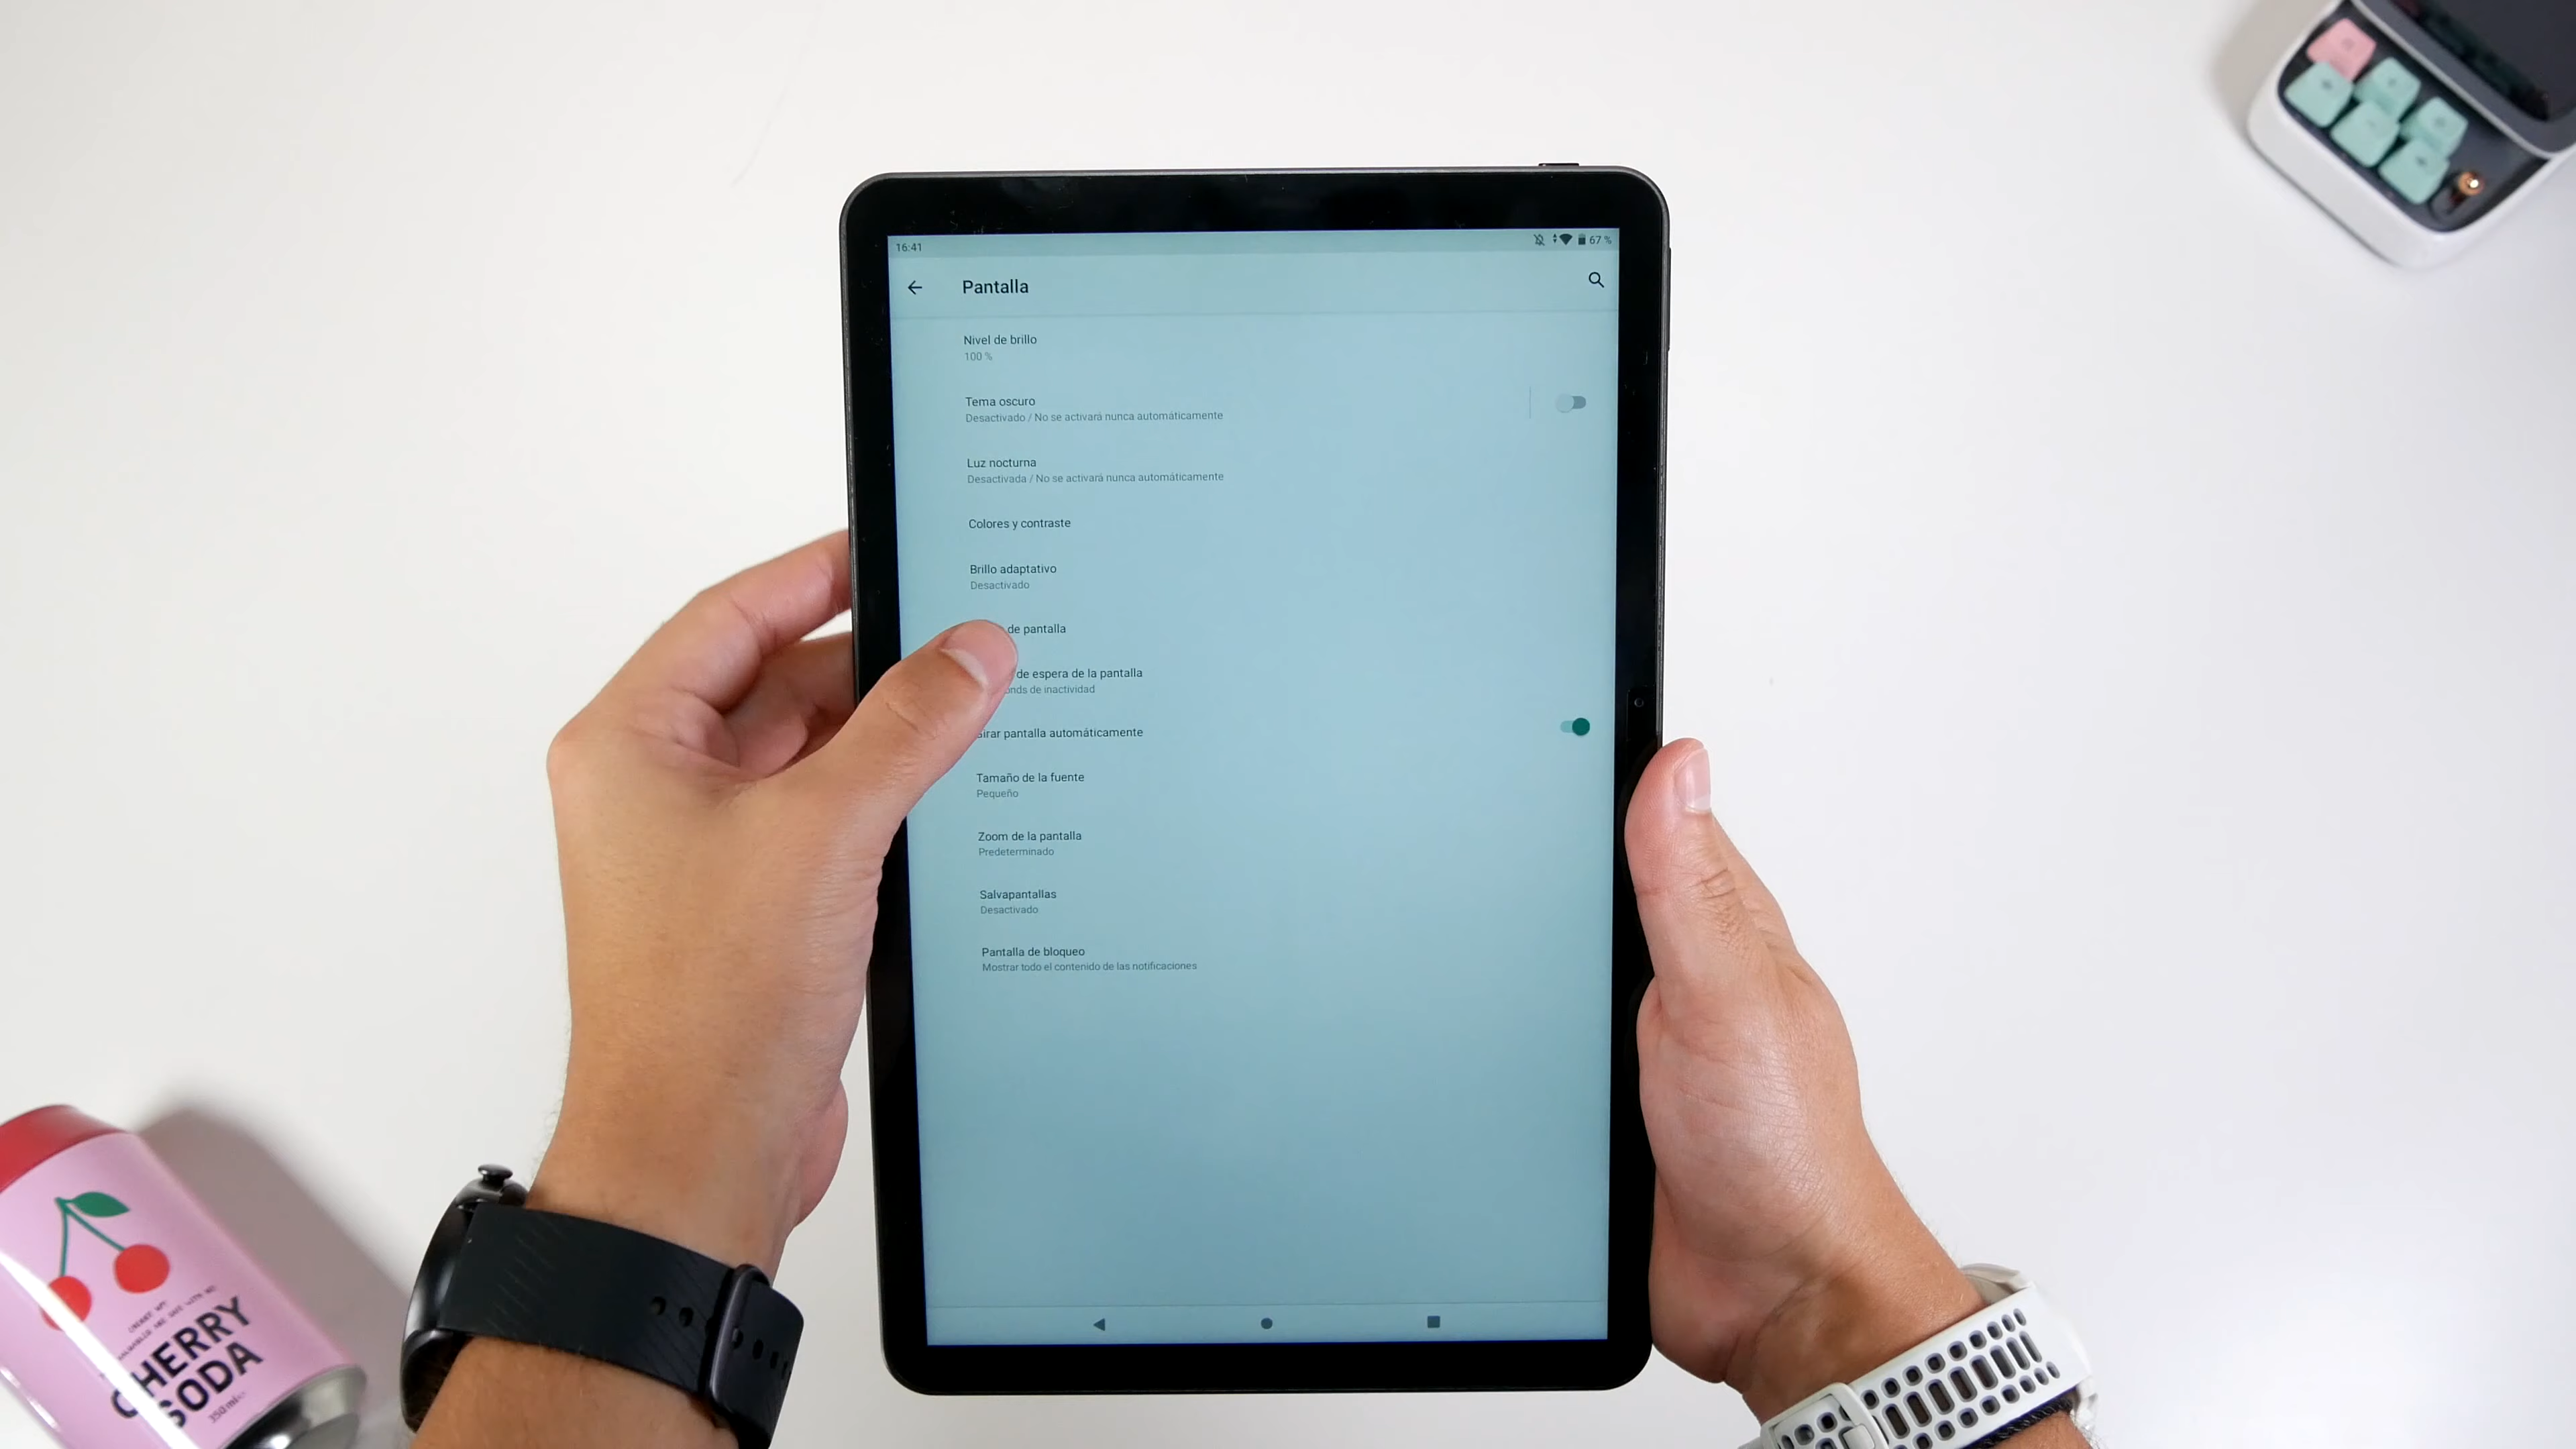 16:41
67 %
Pantalla
Nivel de brillo
100 %
Tema oscuro
Desactivado / No se activará nunca automáticamente
Luz nocturna
Desactivada / No se activará nunca automáticamente
Colores y contraste
Brillo adaptativo
Desactivado
de pantalla
de espera de la pantalla
de inactividad
pantalla automáticamente
Tamaño de la fuente
Pequeño
Zoom de la pantalla
Predeterminado
Salvapantallas
Desactivado
Pantalla de bloqueo
Mostrar todo el contenido de las notificaciones
CHERRY
SODA
350 ml